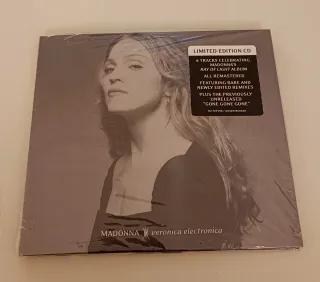 LIMITED EDITION CD
8 TRACKS CELEBRATING
MADONNA'S
RAY OF LIGHT ALBUM
ALL REMASTERED
FEATURING RARE AND
NEWLY EDITED REMIXES
PLUS THE PREVIOUSLY
UNRELEASED
"GONE GONE GONE"
MADONNA
veronica electronica